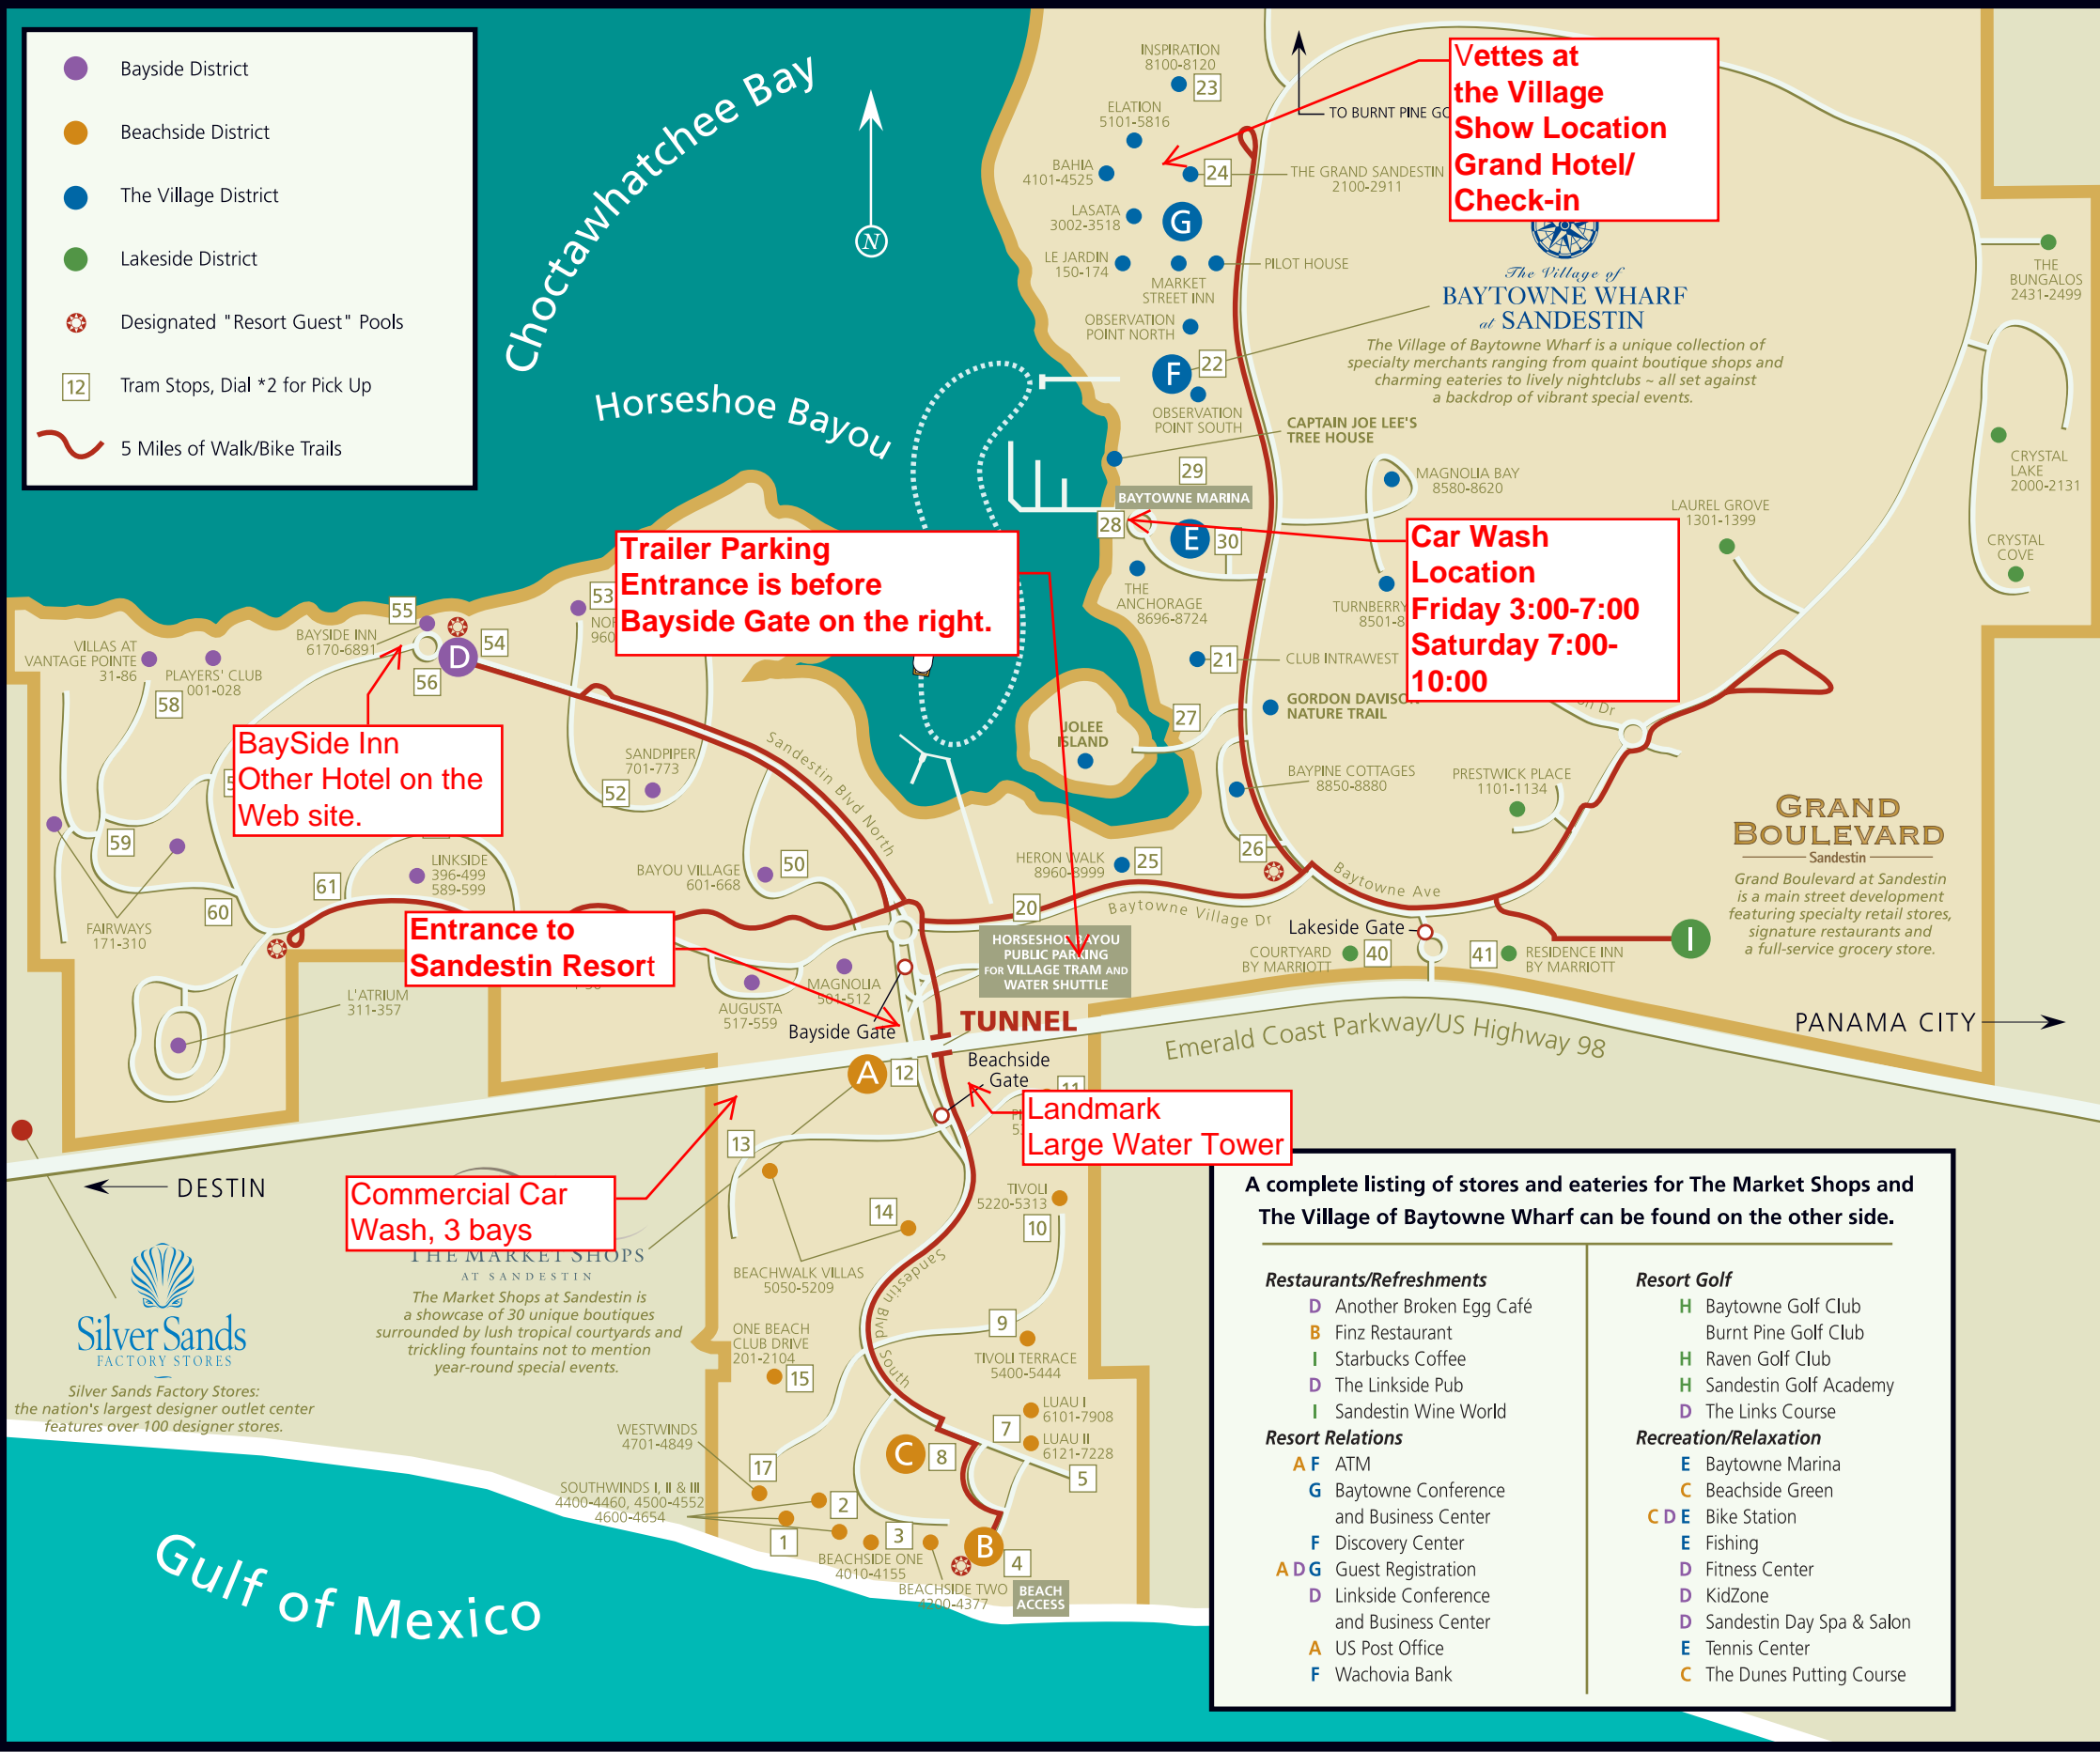 Bayside District
Beachside District
The Village District
Lakeside District
Designated "Resort Guest" Pools
12
Tram Stops, Dial *2 for Pick Up
5 Miles of Walk/Bike Trails
Choctawhatchee Bay
N
Horseshoe Bayou
INSPIRATION
8100-8120
23
ELATION
5101-5816
BAHIA
4101-4525
24
THE GRAND SANDESTIN
2100-2911
LASATA
3002-3518
G
LE JARDIN
150-174
MARKET
STREET INN
PILOT HOUSE
OBSERVATION
POINT NORTH
F
22
OBSERVATION
POINT SOUTH
TO BURNT PINE GO
Vettes at
the Village
Show Location
Grand Hotel/
Check-in
The Village of
BAYTOWNE WHARF
at SANDESTIN
The Village of Baytowne Wharf is a unique collection of
specialty merchants ranging from quaint boutique shops and
charming eateries to lively nightclubs ~ all set against
a backdrop of vibrant special events.
THE
BUNGALOS
2431-2499
CRYSTAL
LAKE
2000-2131
CRYSTAL
COVE
CAPTAIN JOE LEE'S
TREE HOUSE
29
BAYTOWNE MARINA
28
E
30
MAGNOLIA BAY
8580-8620
LAUREL GROVE
1301-1399
THE
ANCHORAGE
8696-8724
TURNBERRY
8501-8
Car Wash
Location
Friday 3:00-7:00
Saturday 7:00-
10:00
Trailer Parking
Entrance is before
Bayside Gate on the right.
21
CLUB INTRAWEST
GORDON DAVISON
NATURE TRAIL
27
JOLEE
ISLAND
BAYPINE COTTAGES
8850-8880
PRESTWICK PLACE
1101-1134
n Dr
26
HERON WALK
8960-8999
25
20
Baytowne Village Dr
Baytowne Ave
Lakeside Gate
COURTYARD
BY MARRIOTT
40
41
RESIDENCE INN
BY MARRIOTT
I
GRAND
BOULEVARD
Sandestin
Grand Boulevard at Sandestin
is a main street development
featuring specialty retail stores,
signature restaurants and
a full-service grocery store.
55
BAYSIDE INN
6170-6891
54
D
56
53
NOR
960
VILLAS AT
VANTAGE POINTE
31-86
PLAYERS' CLUB
001-028
58
BaySide Inn
Other Hotel on the
Web site.
5
59
SANDPIPER
701-773
52
Sandestin Blvd North
LINKSIDE
396-499
589-599
61
60
FAIRWAYS
171-310
BAYOU VILLAGE
601-668
50
Entrance to
Sandestin Resort
L'ATRIUM
311-357
AUGUSTA
517-559
MAGNOLIA
501-512
Bayside Gate
HORSESHOE BAYOU
PUBLIC PARKING
FOR VILLAGE TRAM AND
WATER SHUTTLE
TUNNEL
Emerald Coast Parkway/US Highway 98
PANAMA CITY
A
12
Beachside
Gate
11
Landmark
Large Water Tower
13
DESTIN
Commercial Car
Wash, 3 bays
THE MARKET SHOPS
AT SANDESTIN
The Market Shops at Sandestin is
a showcase of 30 unique boutiques
surrounded by lush tropical courtyards and
trickling fountains not to mention
year-round special events.
Silver Sands
FACTORY STORES
Silver Sands Factory Stores:
the nation's largest designer outlet center
features over 100 designer stores.
14
BEACHWALK VILLAS
5050-5209
TIVOLI
5220-5313
10
Sandestin Blvd South
ONE BEACH
CLUB DRIVE
201-2104
15
9
TIVOLI TERRACE
5400-5444
LUAU I
6101-7908
7
LUAU II
6121-7228
5
C
8
WESTWINDS
4701-4849
17
SOUTHWINDS I, II & III
4400-4460, 4500-4552
4600-4654
2
1
3
BEACHSIDE ONE
4010-4155
B
4
BEACHSIDE TWO
4200-4377
BEACH
ACCESS
Gulf of Mexico
A complete listing of stores and eateries for The Market Shops and
The Village of Baytowne Wharf can be found on the other side.
Restaurants/Refreshments
D Another Broken Egg Café
B Finz Restaurant
I Starbucks Coffee
D The Linkside Pub
I Sandestin Wine World
Resort Relations
A F ATM
G Baytowne Conference
and Business Center
F Discovery Center
A D G Guest Registration
D Linkside Conference
and Business Center
A US Post Office
F Wachovia Bank
Resort Golf
H Baytowne Golf Club
Burnt Pine Golf Club
H Raven Golf Club
H Sandestin Golf Academy
D The Links Course
Recreation/Relaxation
E Baytowne Marina
C Beachside Green
C D E Bike Station
E Fishing
D Fitness Center
D KidZone
D Sandestin Day Spa & Salon
E Tennis Center
C The Dunes Putting Course